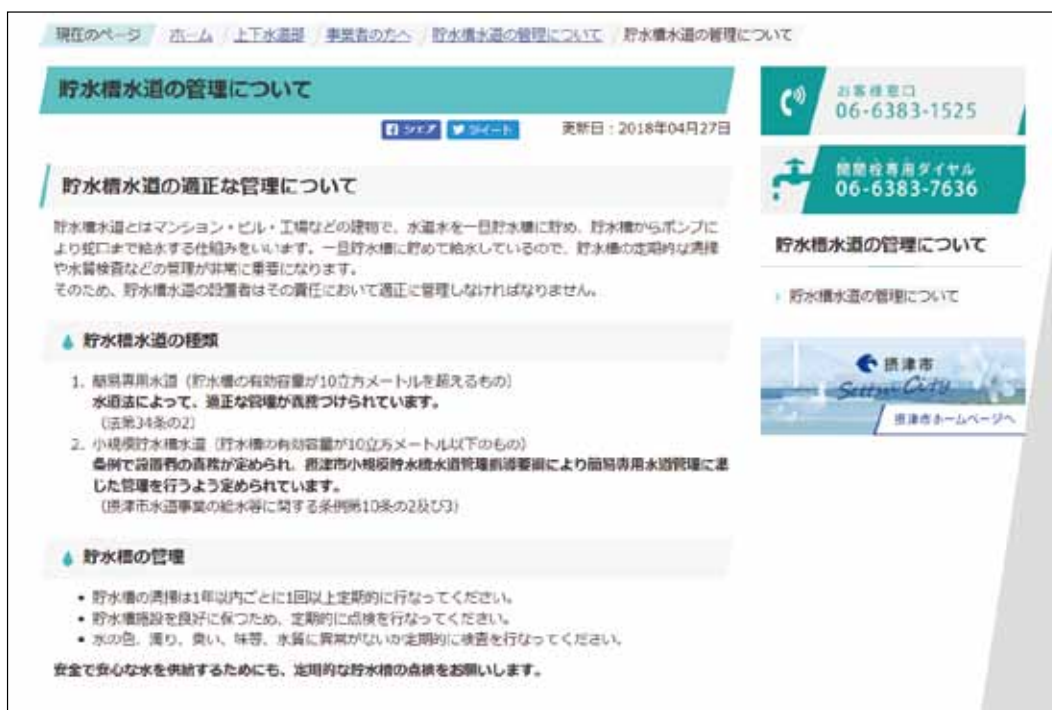 現在のページ / ホーム / 上下水道部 / 事業者の方へ / 貯水槽水道の管理について / 貯水槽水道の管理について
貯水槽水道の管理について
シェア ツイート 更新日：2018年04月27日
貯水槽水道の適正な管理について
貯水槽水道とはマンション・ビル・工場などの建物で、水道水を一旦貯水槽に貯め、貯水槽からポンプに
より蛇口まで給水する仕組みをいいます。一旦貯水槽に貯めて給水しているので、貯水槽の定期的な清掃
や水質検査などの管理が非常に重要になります。
そのため、貯水槽水道の設置者はその責任において適正に管理しなければなりません。
貯水槽水道の種類
1. 簡易専用水道（貯水槽の有効容量が10立方メートルを超えるもの）
水道法によって、適正な管理が義務づけられています。
（法第34条の2）
2. 小規模貯水槽水道（貯水槽の有効容量が10立方メートル以下のもの）
条例で設置者の責務が定められ、摂津市小規模貯水槽水道管理指導要綱により簡易専用水道管理に準
じた管理を行うよう定められています。
（摂津市水道事業の給水等に関する条例第10条の2及び3）
貯水槽の管理
• 貯水槽の清掃は1年以内ごとに1回以上定期的に行なってください。
• 貯水槽施設を良好に保つため、定期的に点検を行なってください。
• 水の色、濁り、臭い、味等、水質に異常がないか定期的に検査を行なってください。
安全で安心な水を供給するためにも、定期的な貯水槽の点検をお願いします。
お客様窓口
06-6383-1525
開閉栓専用ダイヤル
06-6383-7636
貯水槽水道の管理について
貯水槽水道の管理について
摂津市
Settsu City
摂津市ホームページへ